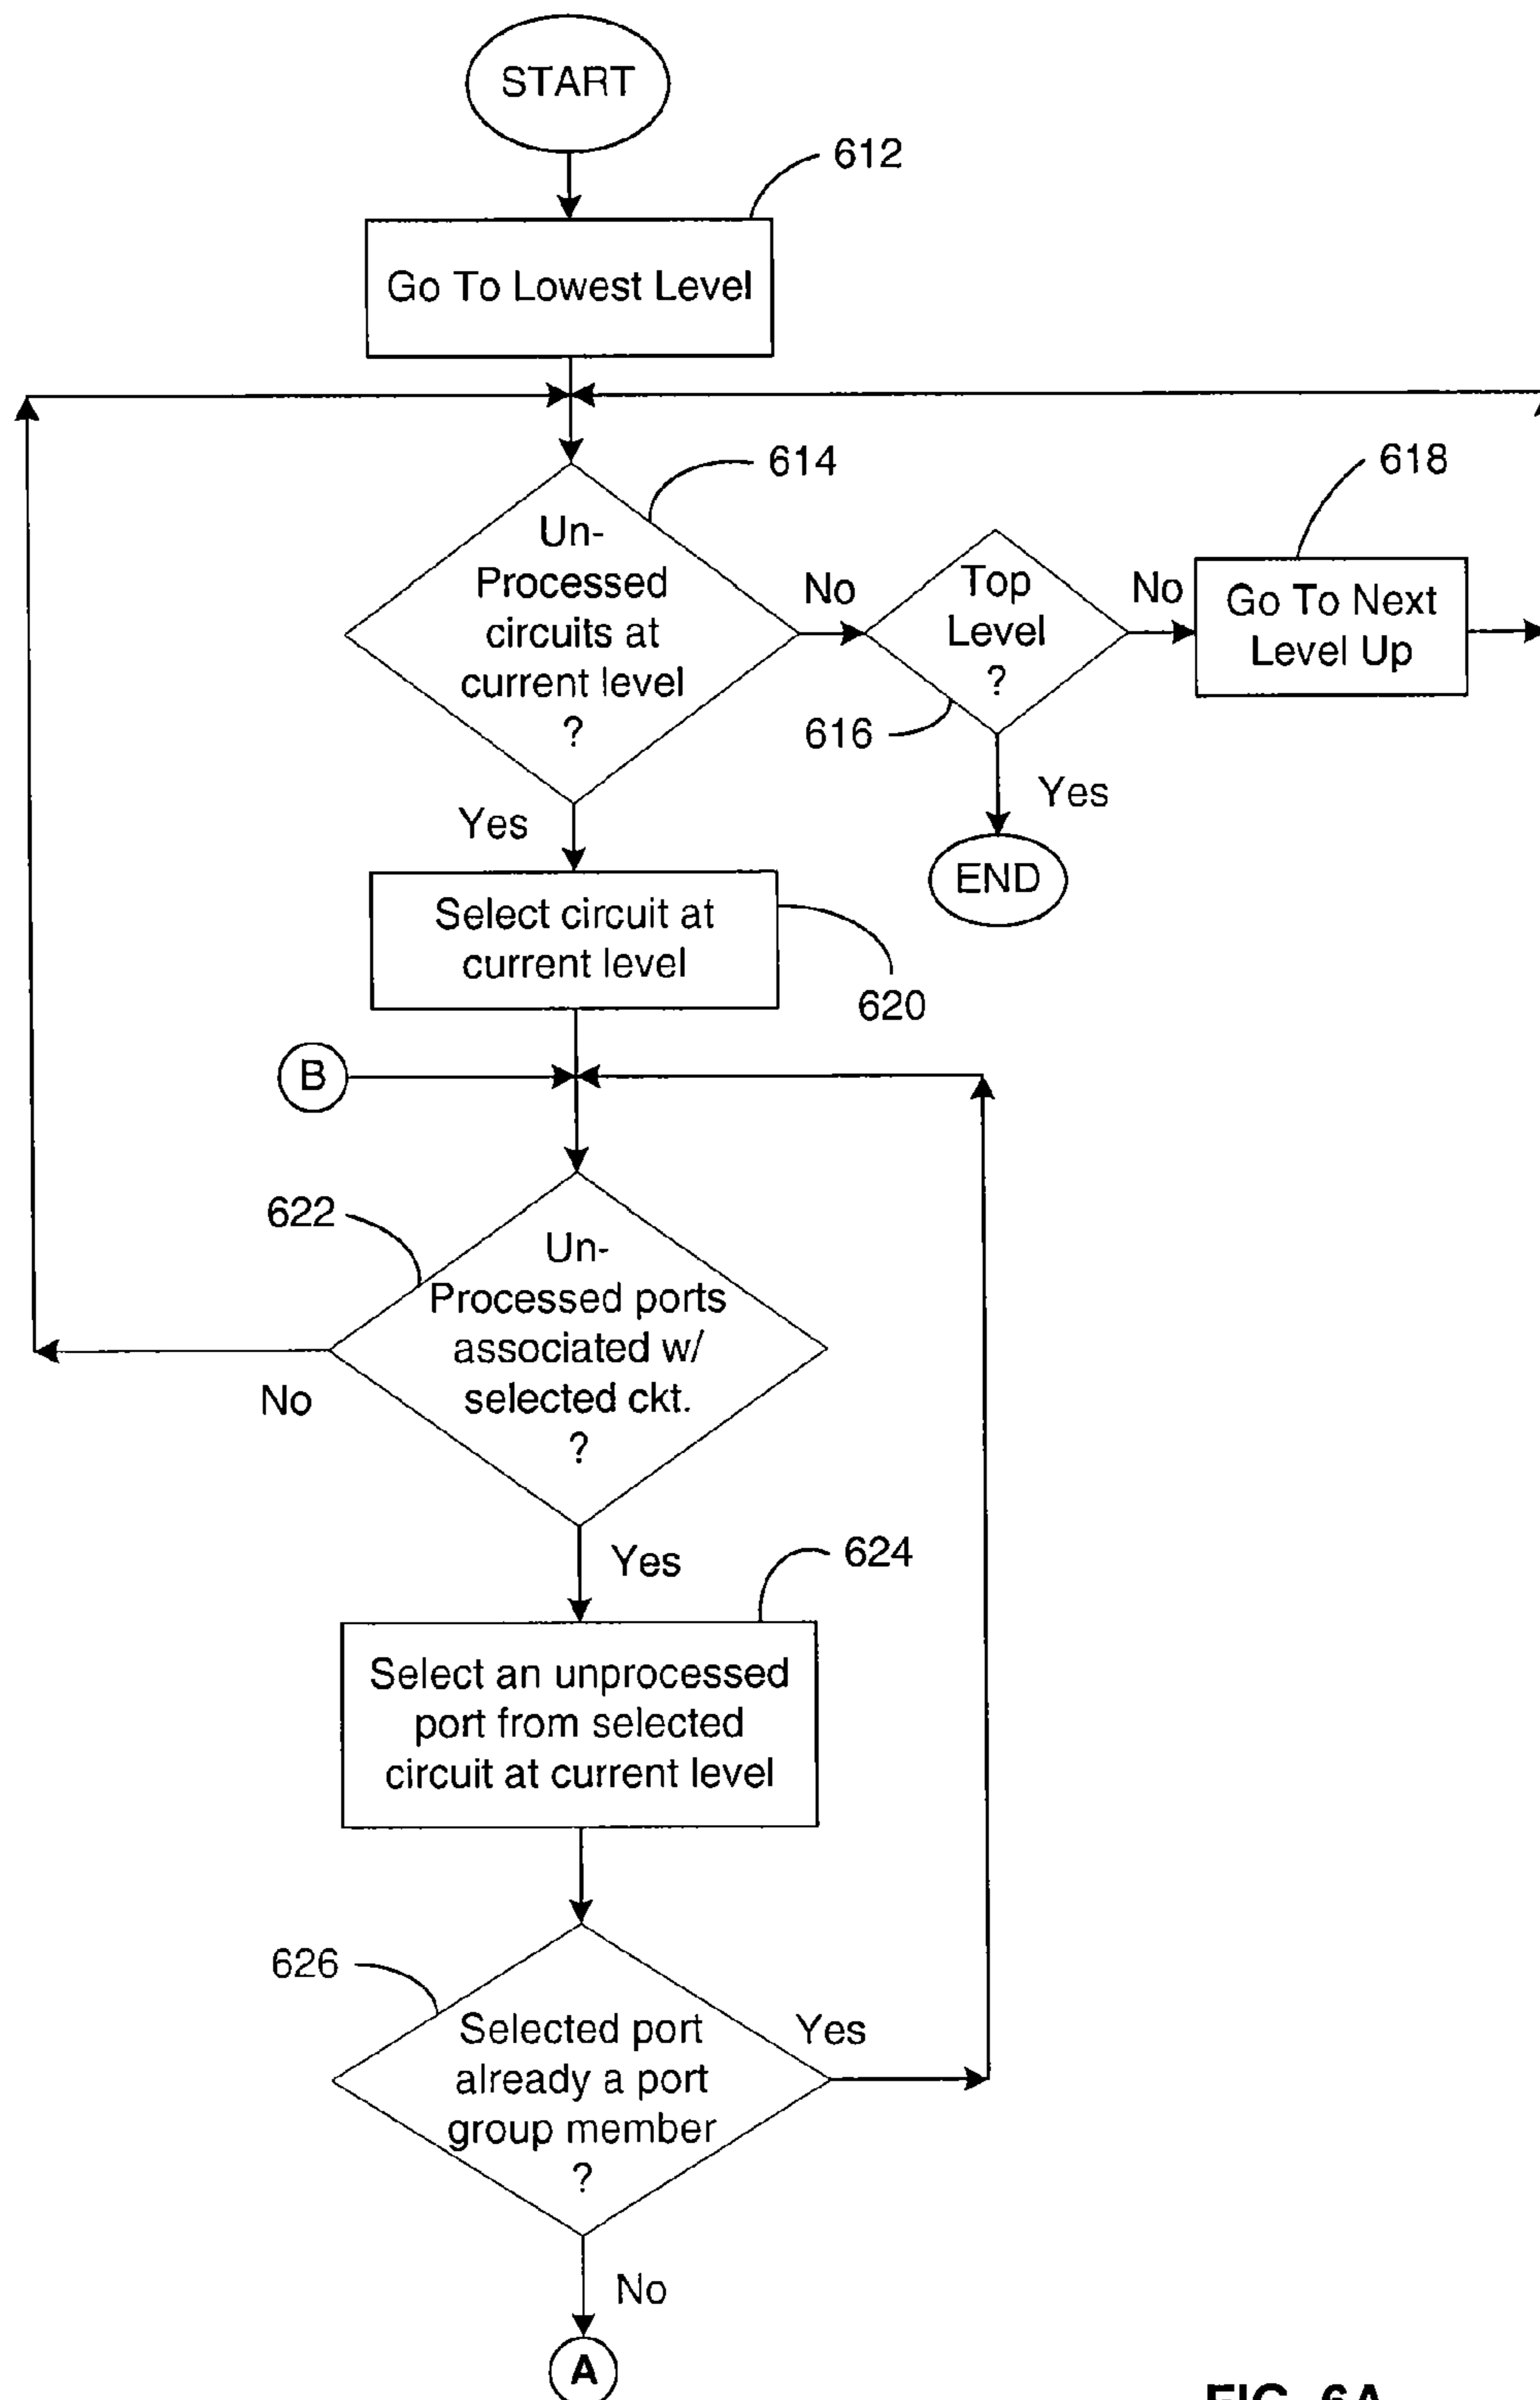 START
612
Go To Lowest Level
614
Un-
Processed
circuits at
current level
?
No
Top
Level
?
616
No
618
Go To Next
Level Up
Yes
END
Yes
Select circuit at
current level
620
B
622
Un-
Processed ports
associated w/
selected ckt.
?
No
Yes
624
Select an unprocessed
port from selected
circuit at current level
626
Selected port
already a port
group member
?
Yes
No
A
FIG. 6A